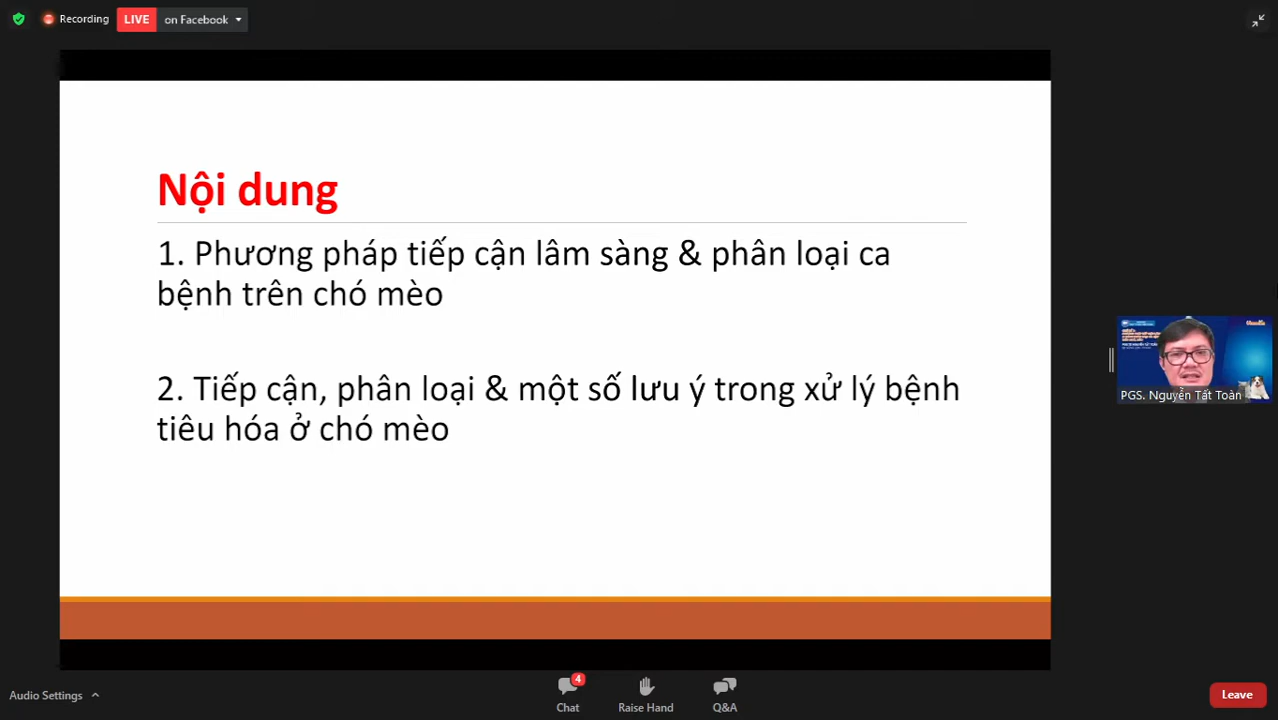 Recording
LIVE on Facebook
Nội dung
1. Phương pháp tiếp cận lâm sàng & phân loại ca
bệnh trên chó mèo
2. Tiếp cận, phân loại & một số lưu ý trong xử lý bệnh
tiêu hóa ở chó mèo
PGS. Nguyễn Tất Toàn
Audio Settings
4
Chat
Raise Hand
Q&A
Leave